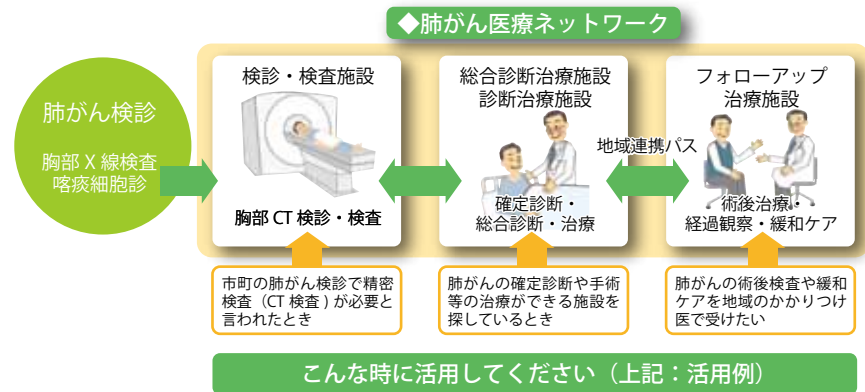 ◆肺がん医療ネットワーク
肺がん検診
胸部 X 線検査
喀痰細胞診
検診・検査施設
胸部 CT 検診・検査
総合診断治療施設
診断治療施設
確定診断・
総合診断・治療
地域連携パス
フォローアップ
治療施設
術後治療・
経過観察・緩和ケア
市町の肺がん検診で精密
検査（CT 検査 ) が必要と
言われたとき
肺がんの確定診断や手術
等の治療ができる施設を
探しているとき
肺がんの術後検査や緩和
ケアを地域のかかりつけ
医で受けたい
こんな時に活用してください（上記：活用例）